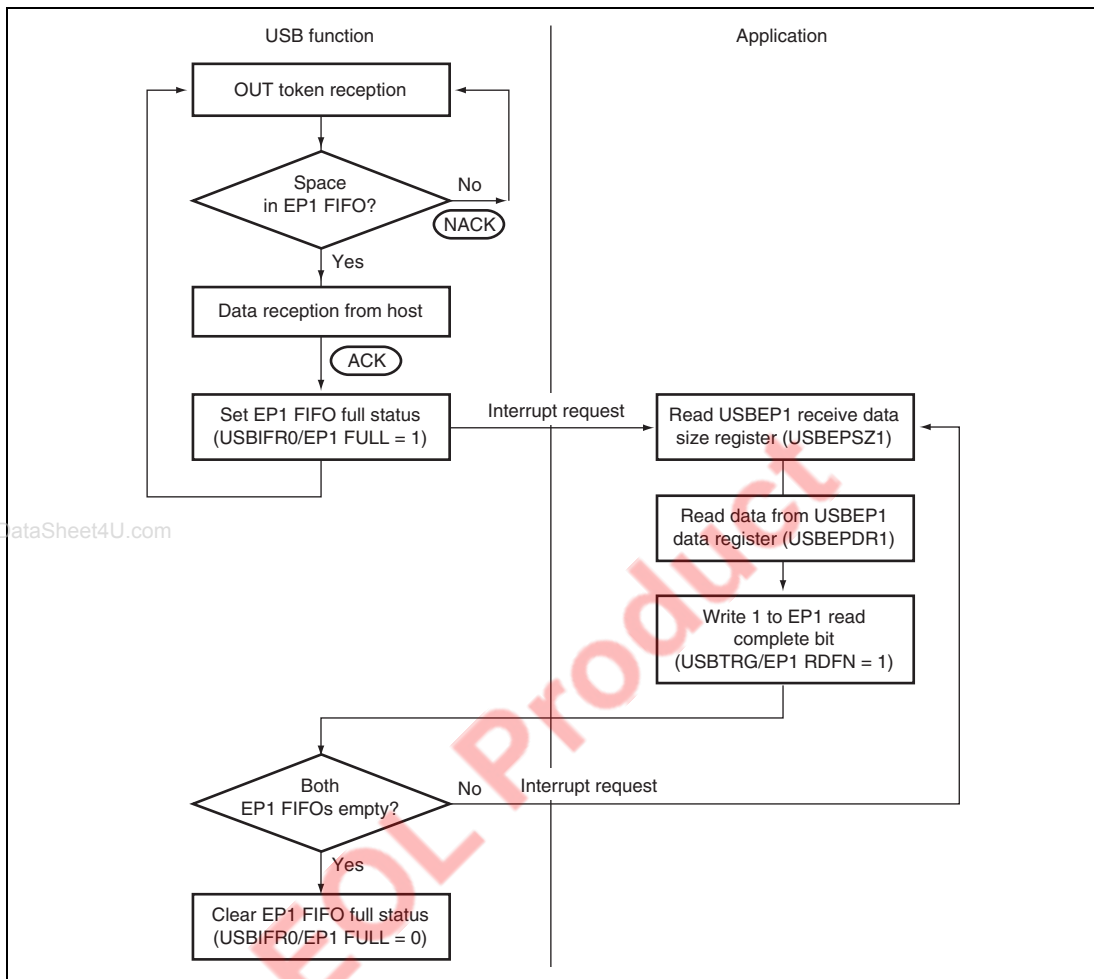 USB function
Application
OUT token reception
Space
in EP1 FIFO?
No
NACK
Yes
Data reception from host
ACK
Set EP1 FIFO full status
(USBIFR0/EP1 FULL = 1)
Interrupt request
Read USBEP1 receive data
size register (USBEPSZ1)
Read data from USBEP1
data register (USBEPDR1)
Write 1 to EP1 read
complete bit
(USBTRG/EP1 RDFN = 1)
Both
EP1 FIFOs empty?
No
Interrupt request
Yes
Clear EP1 FIFO full status
(USBIFR0/EP1 FULL = 0)
DataSheet4U.com
EOL Product